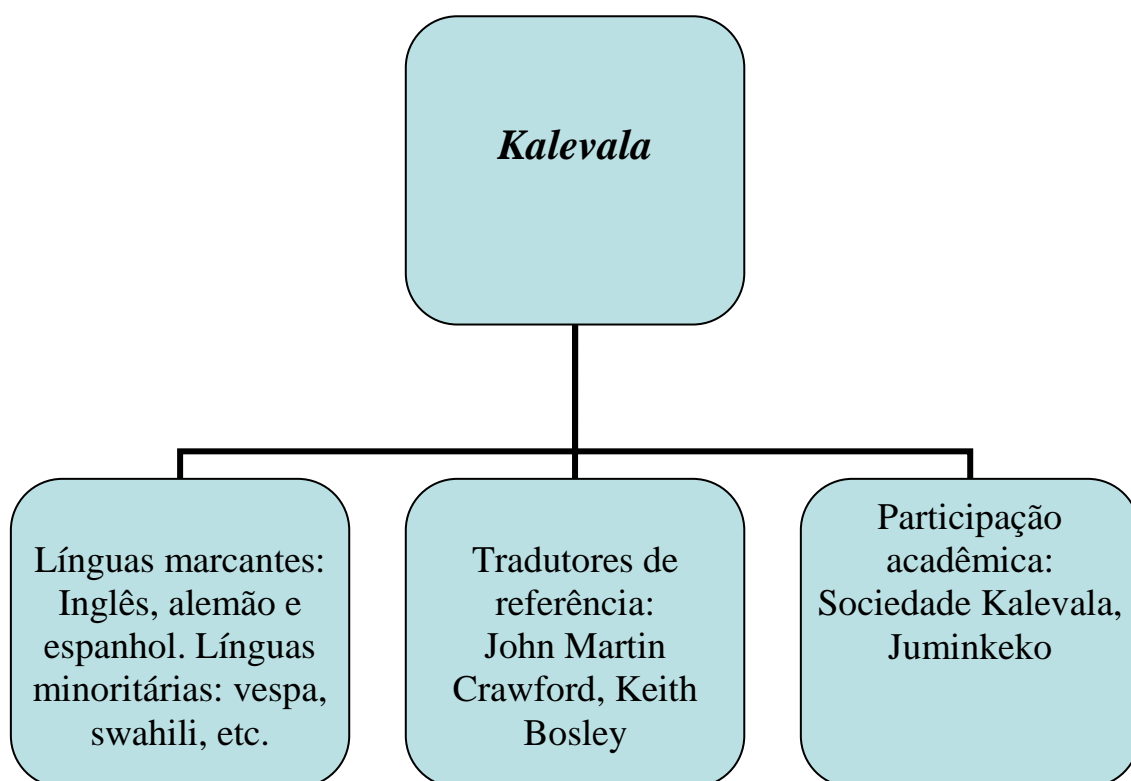 Kalevala
Línguas marcantes:
Inglês, alemão e
espanhol. Línguas
minoritárias: vespa,
swahili, etc.
Tradutores de
referência:
John Martin
Crawford, Keith
Bosley
Participação
acadêmica:
Sociedade Kalevala,
Juminkeko